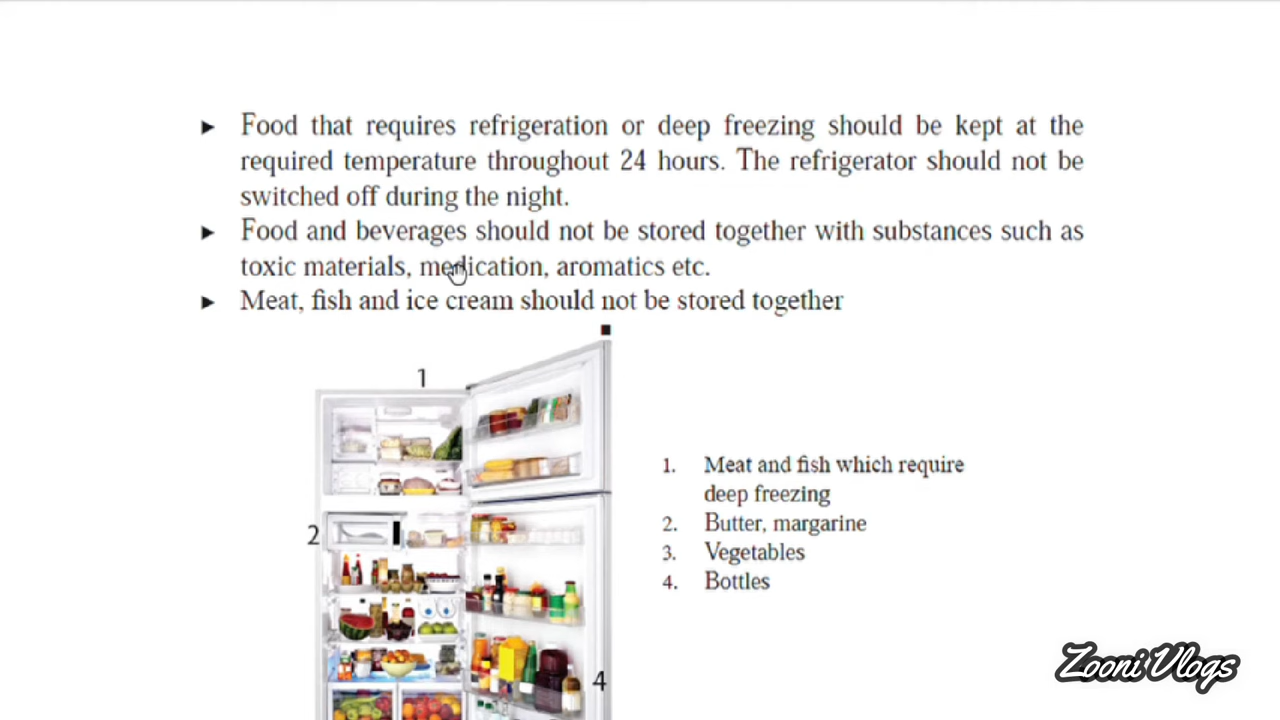 ► Food that requires refrigeration or deep freezing should be kept at the
required temperature throughout 24 hours. The refrigerator should not be
switched off during the night.
► Food and beverages should not be stored together with substances such as
toxic materials, medication, aromatics etc.
► Meat, fish and ice cream should not be stored together
1
2
4
1. Meat and fish which require
deep freezing
2. Butter, margarine
3. Vegetables
4. Bottles
Zooni Vlogs